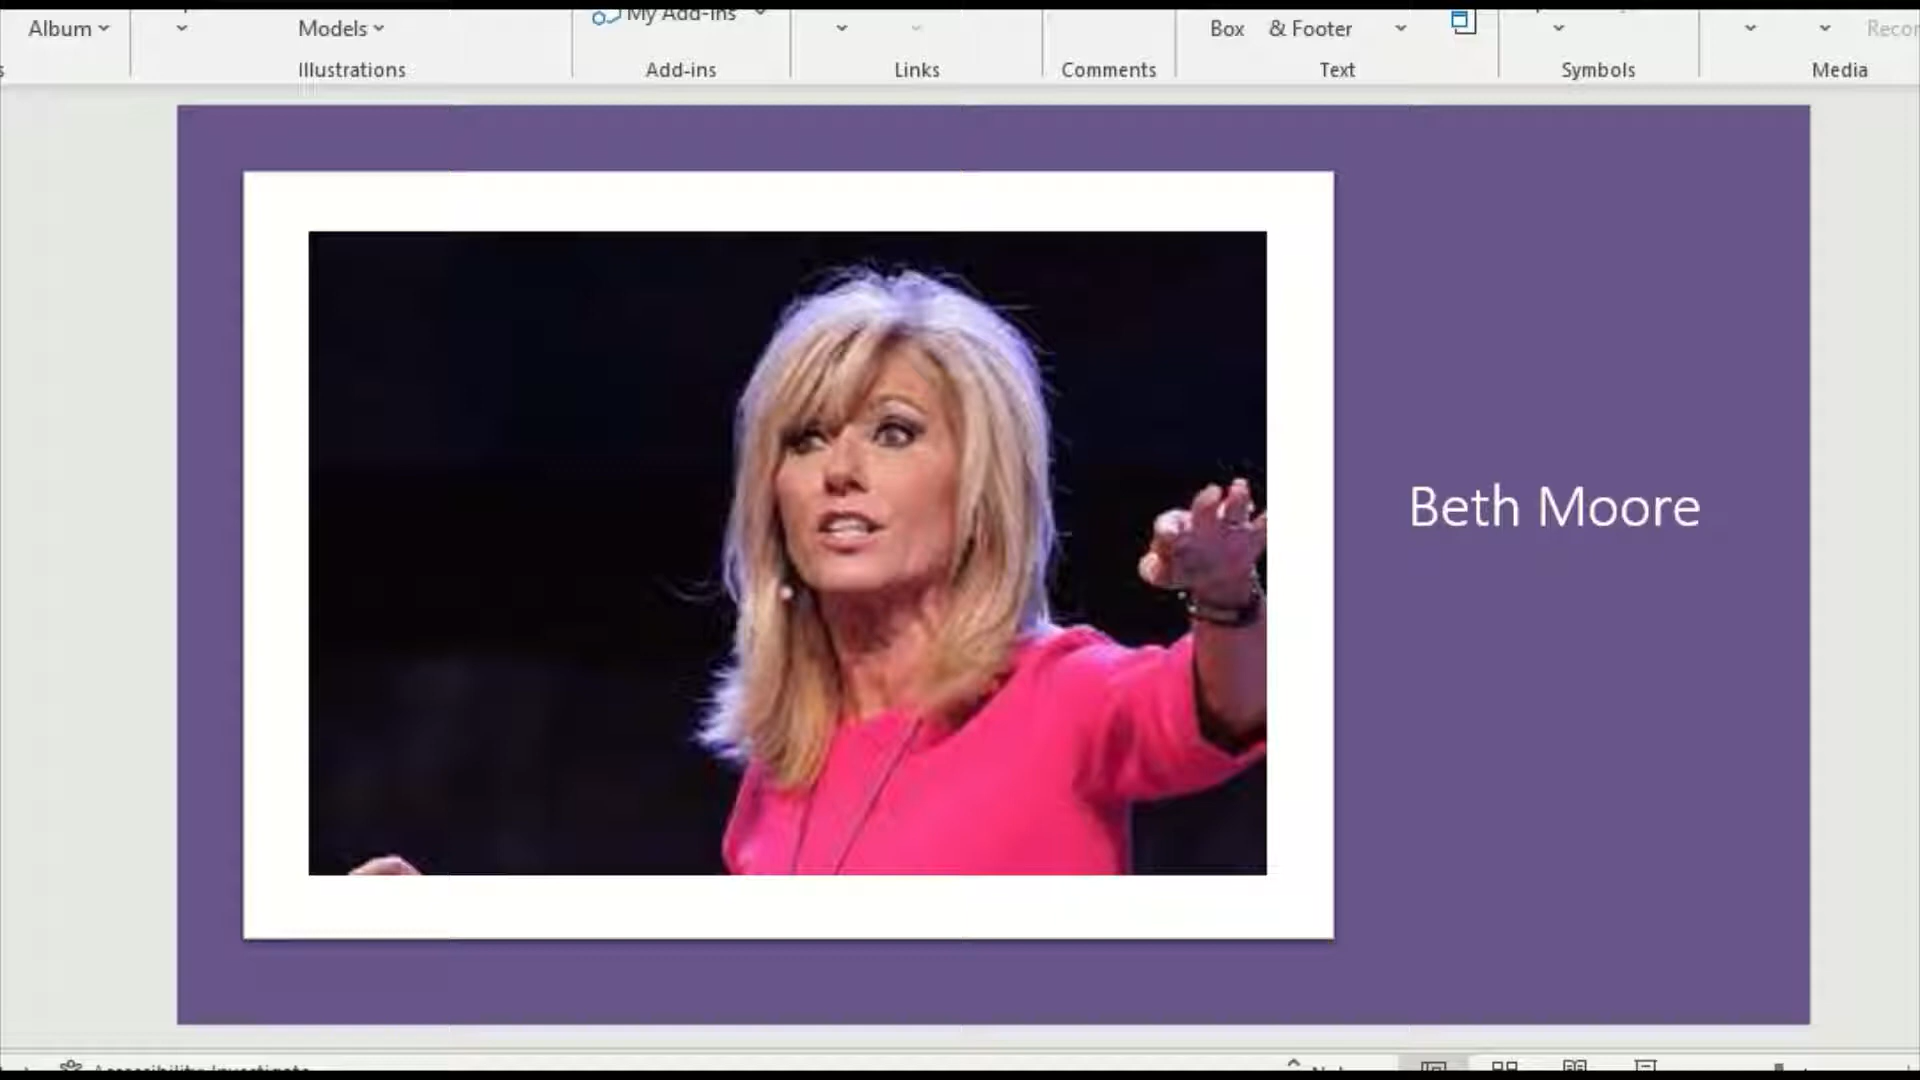 My Add-ins
Album
Models
Box & Footer
Illustrations
Add-ins
Links
Comments
Text
Symbols
Media
Beth Moore